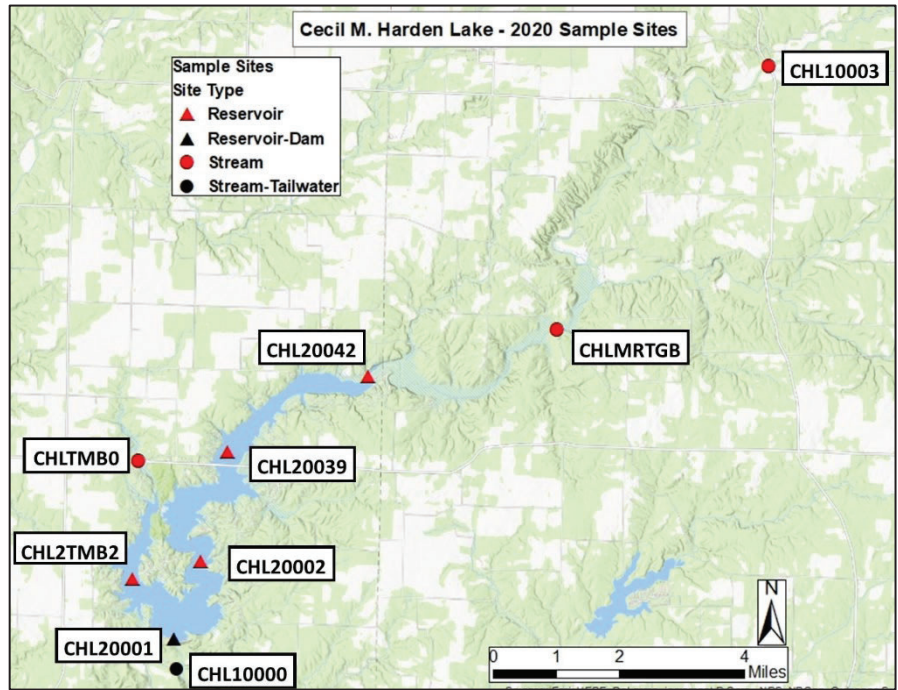 Cecil M. Harden Lake - 2020 Sample Sites
Sample Sites
Site Type
Reservoir
Reservoir-Dam
Stream
Stream-Tailwater
CHL10003
CHL20042
CHLMRTGB
CHLTMB0
CHL20039
CHL2TMB2
CHL20002
CHL20001
CHL10000
N
0 1 2 4
Miles